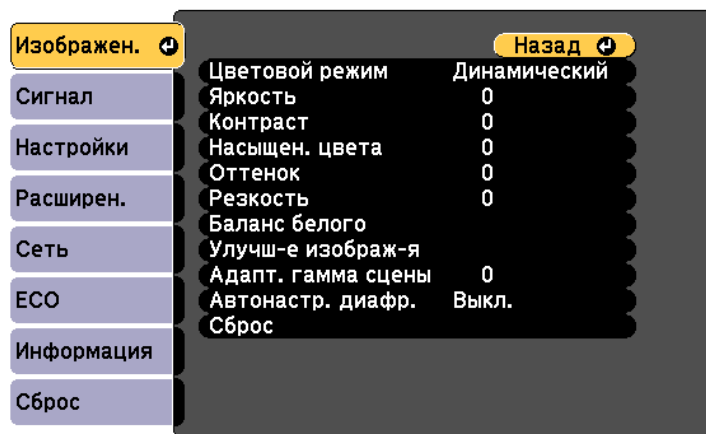 Изображен.
Сигнал
Настройки
Расширен.
Сеть
ECO
Информация
Сброс
Назад
Цветовой режим Динамический
Яркость 0
Контраст 0
Насыщен. цвета 0
Оттенок 0
Резкость 0
Баланс белого
Улучш-е изображ-я
Адапт. гамма сцены 0
Автонастр. диафр. Выкл.
Сброс